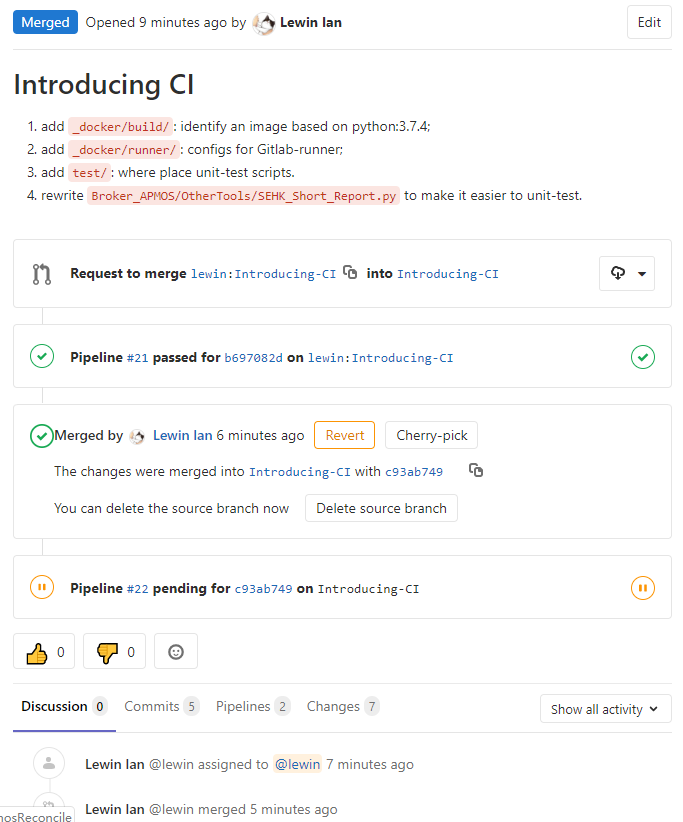 Merged Opened 9 minutes ago by Lewin lan Edit
Introducing CI
1. add _docker/build/ : identify an image based on python:3.7.4;
2. add _docker/runner/ : configs for Gitlab-runner;
3. add test/ : where place unit-test scripts.
4. rewrite Broker_APMOS/OtherTools/SEHK_Short_Report.py to make it easier to unit-test.
Request to merge lewin:Introducing-CI into Introducing-CI
Pipeline #21 passed for b697082d on lewin:Introducing-CI
Merged by Lewin lan 6 minutes ago Revert Cherry-pick
The changes were merged into Introducing-CI with c93ab749
You can delete the source branch now Delete source branch
Pipeline #22 pending for c93ab749 on Introducing-CI
0 0
Discussion 0 Commits 5 Pipelines 2 Changes 7 Show all activity
Lewin lan @lewin assigned to @lewin 7 minutes ago
Lewin lan @lewin merged 5 minutes ago
nosReconcile